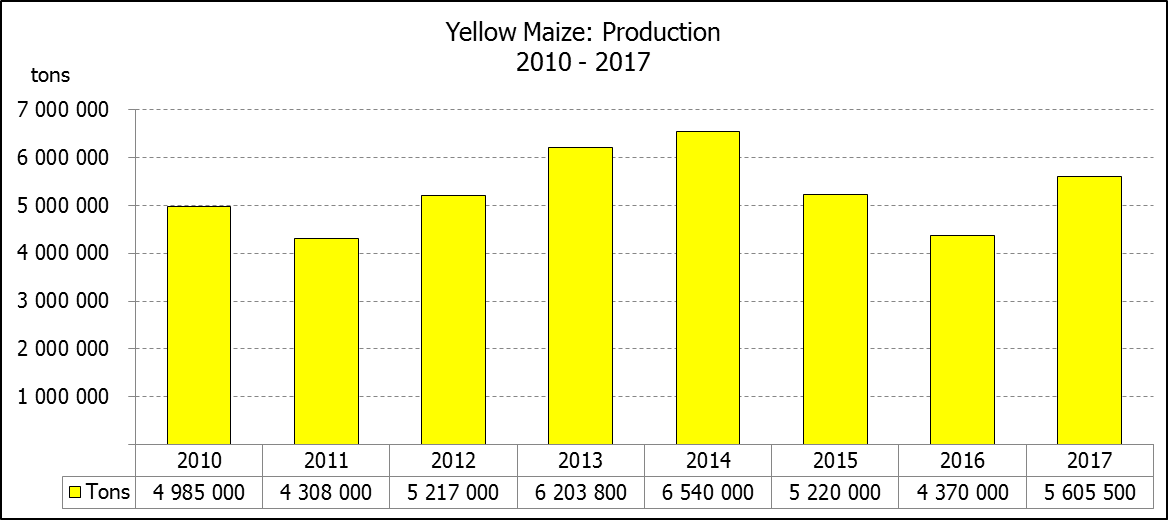 Yellow Maize: Production
2010 - 2017
tons
7 000 000
6 000 000
5 000 000
4 000 000
3 000 000
2 000 000
1 000 000
2010 2011 2012 2013 2014 2015 2016 2017
Tons 4 985 000 4 308 000 5 217 000 6 203 800 6 540 000 5 220 000 4 370 000 5 605 500